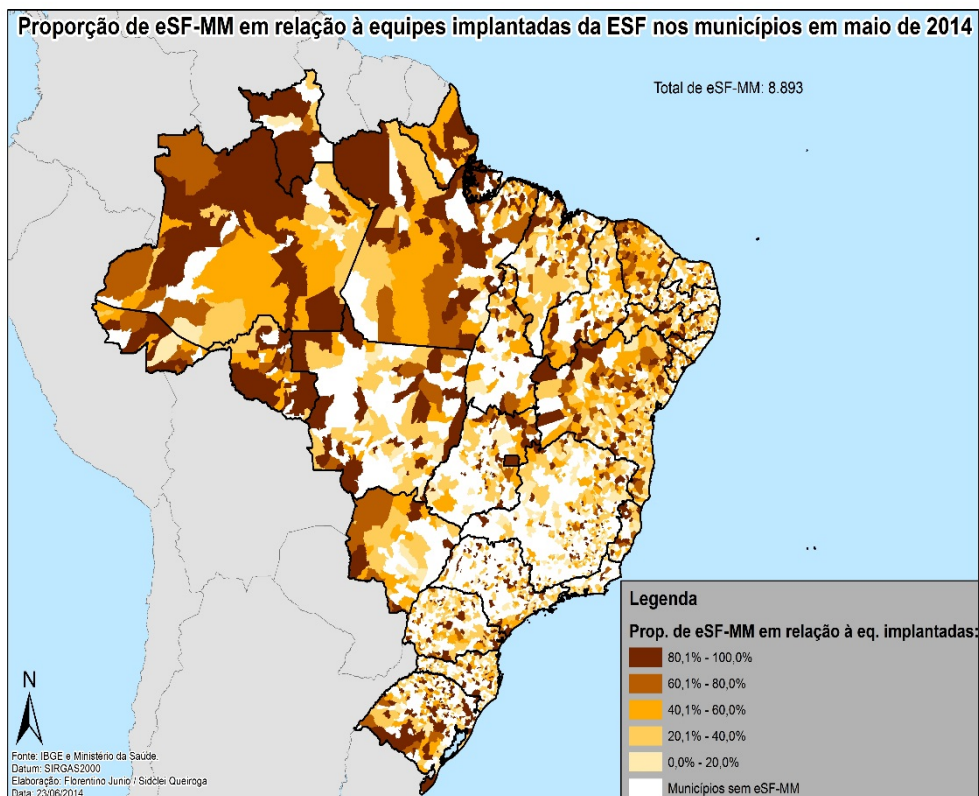 Proporção de eSF-MM em relação à equipes implantadas da ESF nos municípios em maio de 2014
Total de eSF-MM: 8.893
Legenda
Prop. de eSF-MM em relação à eq. implantadas:
80,1% - 100,0%
60,1% - 80,0%
40,1% - 60,0%
20,1% - 40,0%
0,0% - 20,0%
Municípios sem eSF-MM
N
Fonte: IBGE e Ministério da Saúde.
Datum: SIRGAS2000
Elaboração: Florentino Junio / Sidclei Queiroga
Data: 23/06/2014